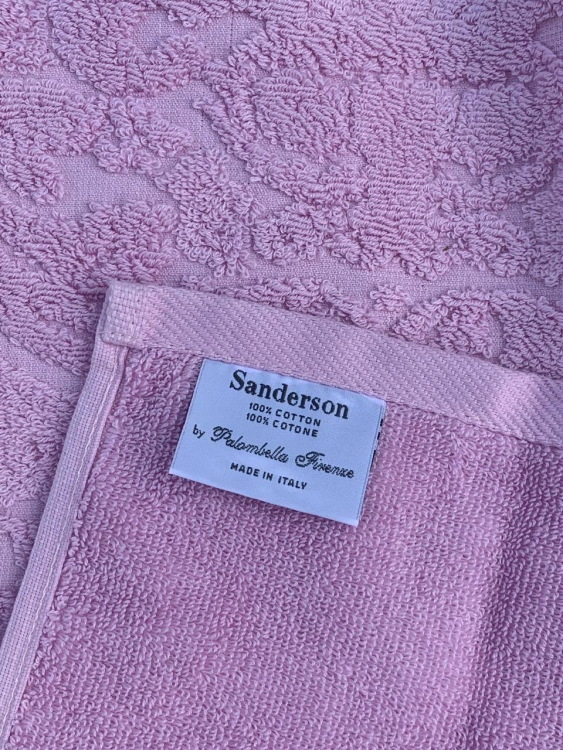 Sanderson
100% COTTON
100% COTONE
by Palombella Firenze
MADE IN ITALY